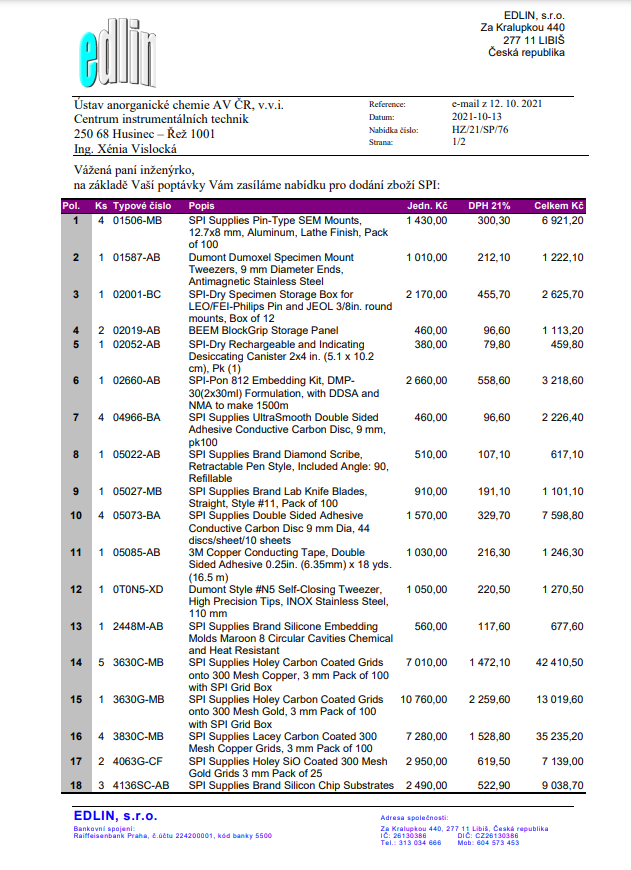 edlin
EDLIN, s.r.o.
Za Kralupkou 440
277 11 LIBIŠ
Česká republika
Ústav anorganické chemie AV ČR, v.v.i.
Centrum instrumentálních technik
250 68 Husinec – Řež 1001
Ing. Xénia Vislocká
Reference: e-mail z 12. 10. 2021
Datum: 2021-10-13
Nabídka číslo: HZ/21/SP/76
Strana: 1/2
Vážená paní inženýrko,
na základě Vaší poptávky Vám zasíláme nabídku pro dodání zboží SPI:
Pol. Ks Typové číslo Popis Jedn. Kč DPH 21% Celkem Kč
1 4 01506-MB SPI Supplies Pin-Type SEM Mounts, 1 430,00 300,30 6 921,20
12.7x8 mm, Aluminum, Lathe Finish, Pack
of 100
2 1 01587-AB Dumont Dumoxel Specimen Mount 1 010,00 212,10 1 222,10
Tweezers, 9 mm Diameter Ends,
Antimagnetic Stainless Steel
3 1 02001-BC SPI-Dry Specimen Storage Box for 2 170,00 455,70 2 625,70
LEO/FEI-Philips Pin and JEOL 3/8in. round
mounts, Box of 12
4 2 02019-AB BEEM BlockGrip Storage Panel 460,00 96,60 1 113,20
5 1 02052-AB SPI-Dry Rechargeable and Indicating 380,00 79,80 459,80
Desiccating Canister 2x4 in. (5.1 x 10.2
cm), Pk (1)
6 1 02660-AB SPI-Pon 812 Embedding Kit, DMP- 2 660,00 558,60 3 218,60
30(2x30ml) Formulation, with DDSA and
NMA to make 1500m
7 4 04966-BA SPI Supplies UltraSmooth Double Sided 460,00 96,60 2 226,40
Adhesive Conductive Carbon Disc, 9 mm,
pk100
8 1 05022-AB SPI Supplies Brand Diamond Scribe, 510,00 107,10 617,10
Retractable Pen Style, Included Angle: 90,
Refillable
9 1 05027-MB SPI Supplies Brand Lab Knife Blades, 910,00 191,10 1 101,10
Straight, Style #11, Pack of 100
10 4 05073-BA SPI Supplies Double Sided Adhesive 1 570,00 329,70 7 598,80
Conductive Carbon Disc 9 mm Dia, 44
discs/sheet/10 sheets
11 1 05085-AB 3M Copper Conducting Tape, Double 1 030,00 216,30 1 246,30
Sided Adhesive 0.25in. (6.35mm) x 18 yds.
(16.5 m)
12 1 0T0N5-XD Dumont Style #N5 Self-Closing Tweezer, 1 050,00 220,50 1 270,50
High Precision Tips, INOX Stainless Steel,
110 mm
13 1 2448M-AB SPI Supplies Brand Silicone Embedding 560,00 117,60 677,60
Molds Maroon 8 Circular Cavities Chemical
and Heat Resistant
14 5 3630C-MB SPI Supplies Holey Carbon Coated Grids 7 010,00 1 472,10 42 410,50
onto 300 Mesh Copper, 3 mm Pack of 100
with SPI Grid Box
15 1 3630G-MB SPI Supplies Holey Carbon Coated Grids 10 760,00 2 259,60 13 019,60
onto 300 Mesh Gold, 3 mm Pack of 100
with SPI Grid Box
16 4 3830C-MB SPI Supplies Lacey Carbon Coated 300 7 280,00 1 528,80 35 235,20
Mesh Copper Grids, 3 mm Pack of 100
17 2 4063G-CF SPI Supplies Holey SiO Coated 300 Mesh 2 950,00 619,50 7 139,00
Gold Grids 3 mm Pack of 25
18 3 4136SC-AB SPI Supplies Brand Silicon Chip Substrates 2 490,00 522,90 9 038,70
EDLIN, s.r.o.
Bankovní spojení:
Raiffeisenbank Praha, č.účtu 224200001, kód banky 5500
Adresa společnosti:
Za Kralupkou 440, 277 11 Libiš, Česká republika
IČ: 26130386 DIČ: CZ26130386
Tel.: 313 034 666 Mob: 604 573 453